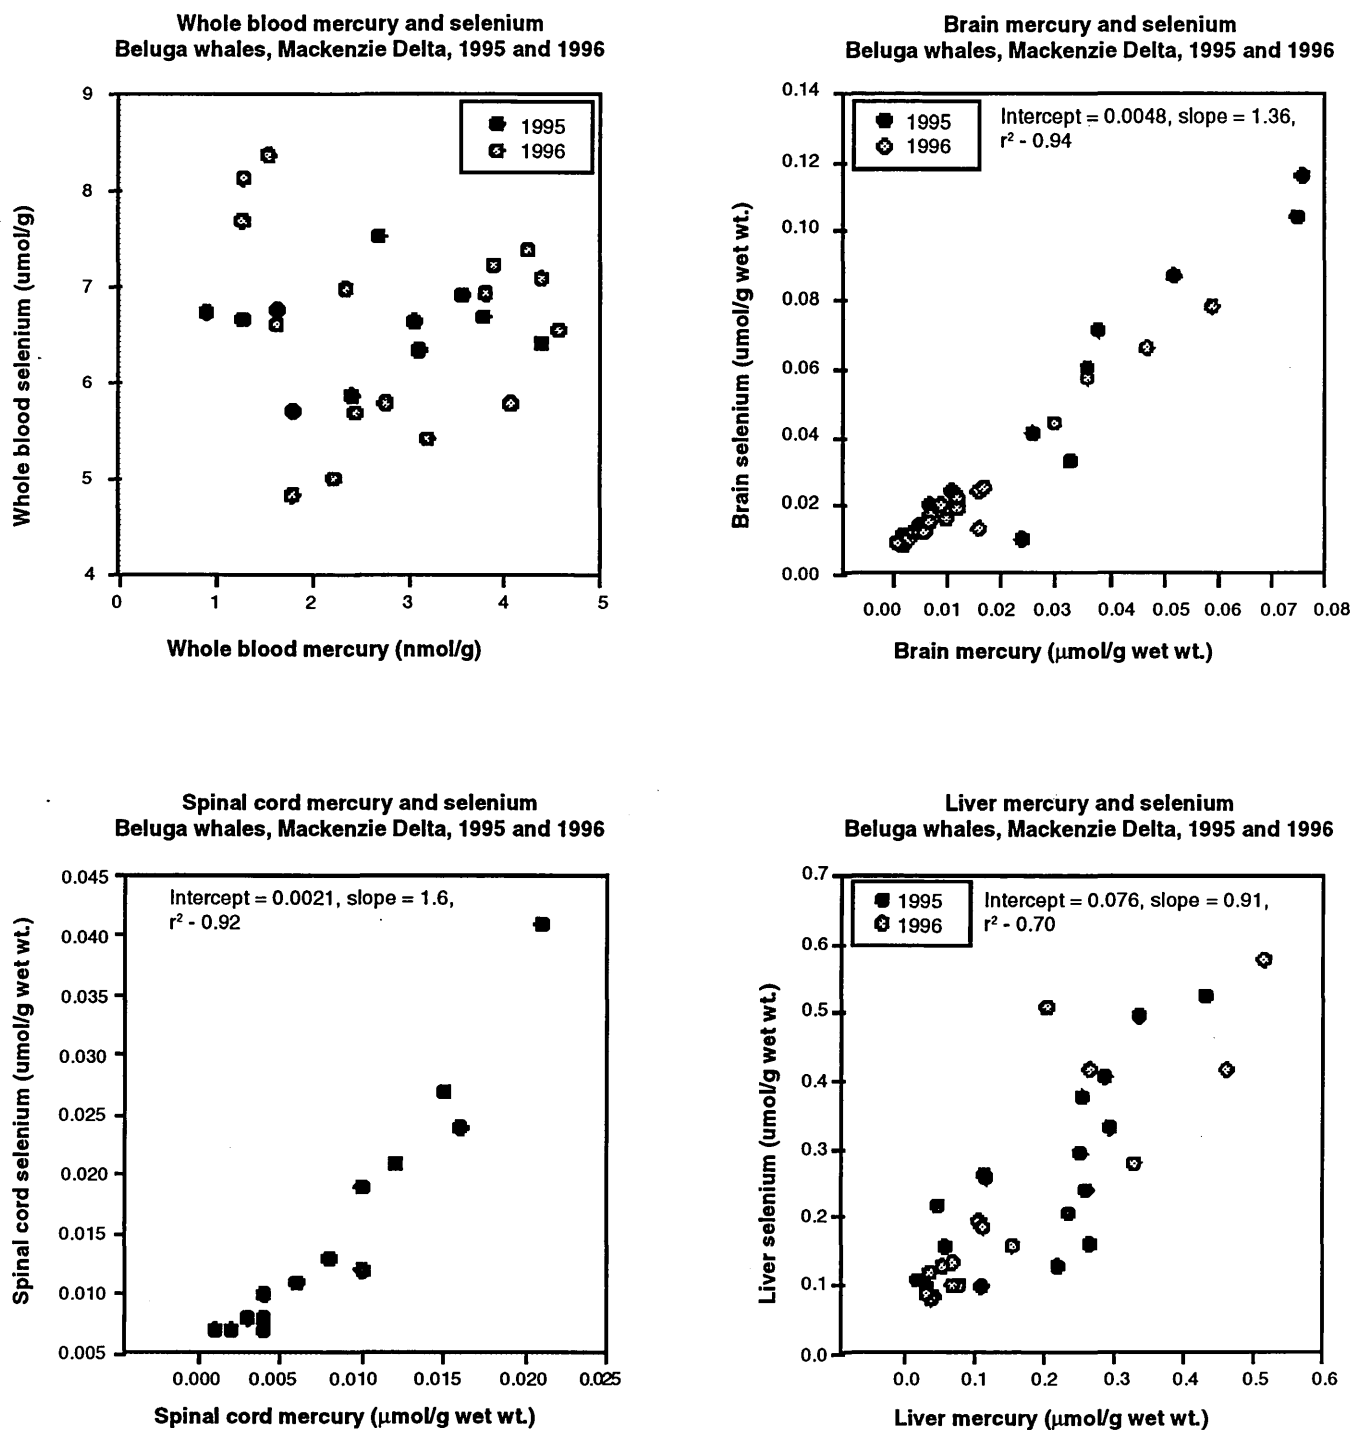 Whole blood mercury and selenium
Beluga whales, Mackenzie Delta, 1995 and 1996
9
8
7
6
5
4
0
1
2
3
4
5
1995
1996
Whole blood selenium (umol/g)
Whole blood mercury (nmol/g)
Brain mercury and selenium
Beluga whales, Mackenzie Delta, 1995 and 1996
0.14
0.12
0.10
0.08
0.06
0.04
0.02
0.00
0.00
0.01
0.02
0.03
0.04
0.05
0.06
0.07
0.08
1995
1996
Intercept = 0.0048, slope = 1.36,
r² - 0.94
Brain selenium (umol/g wet wt.)
Brain mercury (μmol/g wet wt.)
Spinal cord mercury and selenium
Beluga whales, Mackenzie Delta, 1995 and 1996
0.045
0.040
0.035
0.030
0.025
0.020
0.015
0.010
0.005
0.000
0.005
0.010
0.015
0.020
0.025
Intercept = 0.0021, slope = 1.6,
r² - 0.92
Spinal cord selenium (umol/g wet wt.)
Spinal cord mercury (μmol/g wet wt.)
Liver mercury and selenium
Beluga whales, Mackenzie Delta, 1995 and 1996
0.7
0.6
0.5
0.4
0.3
0.2
0.1
0.0
0.0
0.1
0.2
0.3
0.4
0.5
0.6
1995
1996
Intercept = 0.076, slope = 0.91,
r² - 0.70
Liver selenium (umol/g wet wt.)
Liver mercury (μmol/g wet wt.)